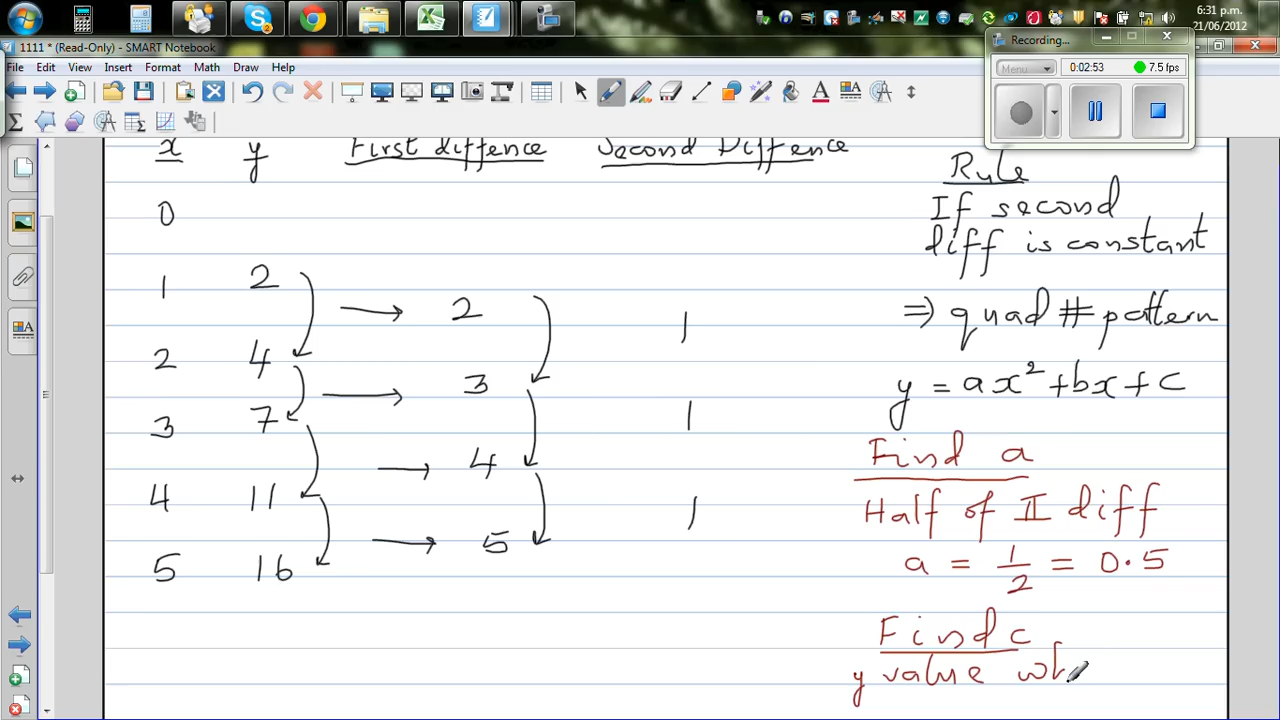 6:31 p.m.
21/06/2012
1111 * (Read-Only) - SMART Notebook
Recording...
File Edit View Insert Format Math Draw Help
Menu 0:02:53 7.5 fps
x y First diffence Second Diffence
0
1 2
2 1
2 4
3
3 7
1
4
4 11
1
5
5 16
Rule
If second
diff is constant
⇒ quad # pattern
y = ax² + bx + c
Find a
Half of II diff
a = 1/2 = 0.5
Find c
y value wh